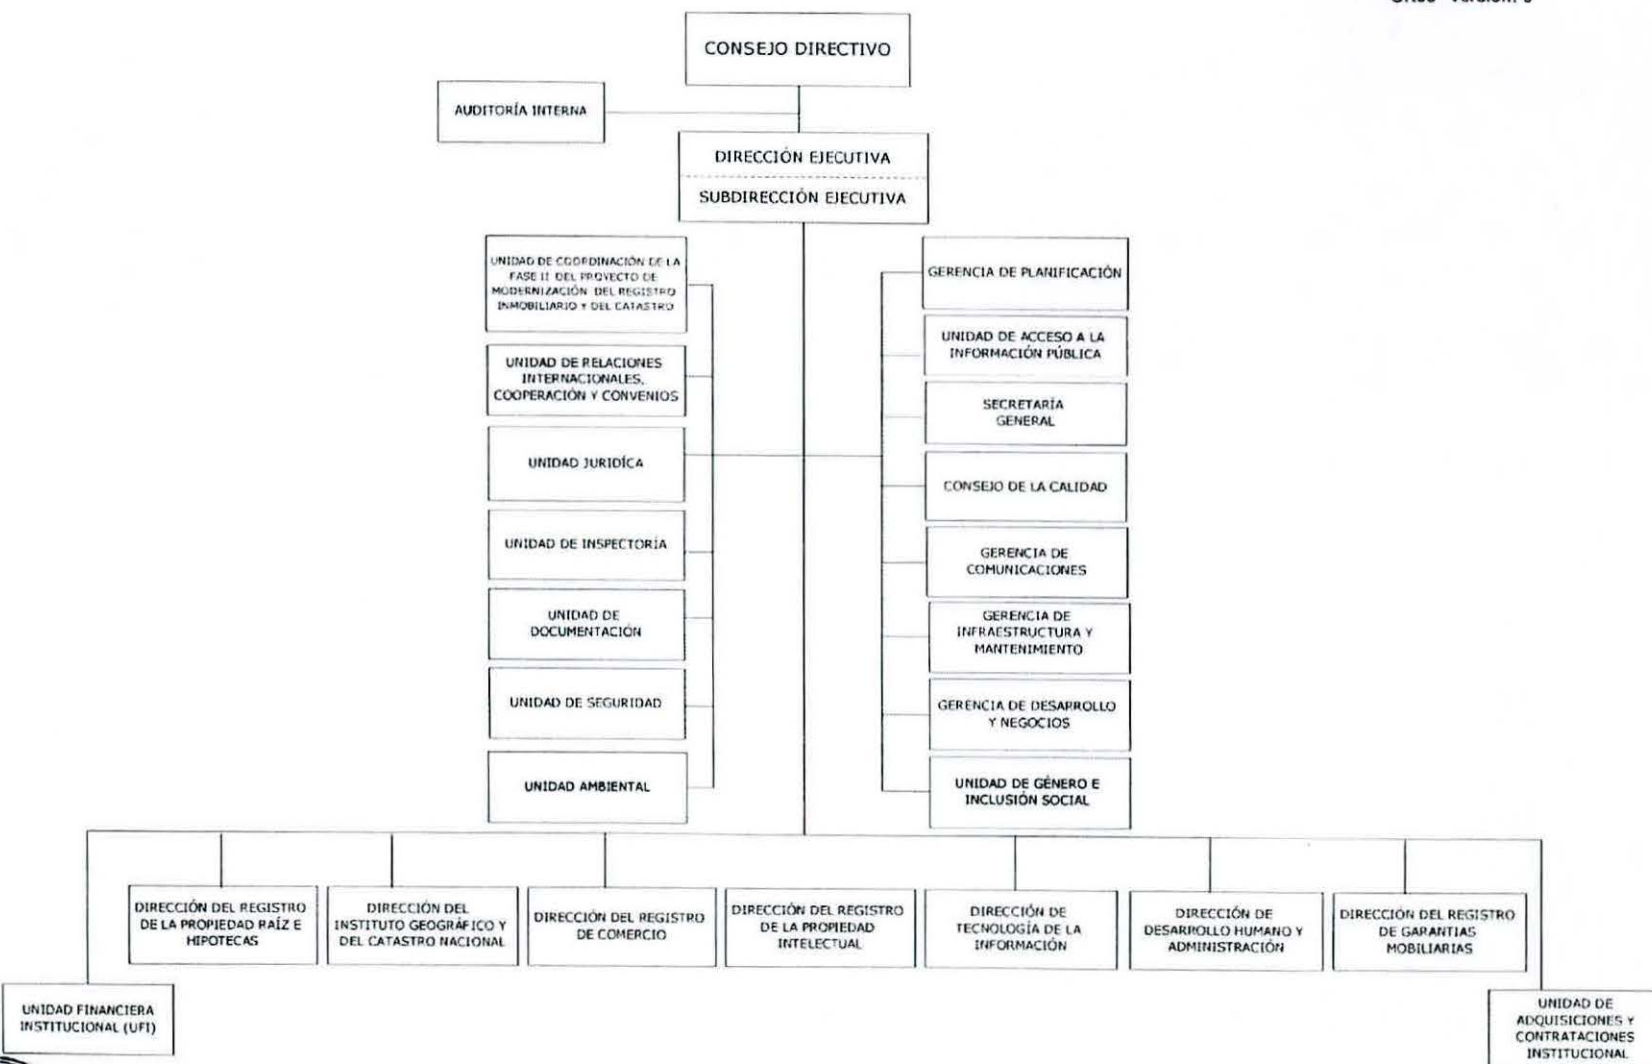 CONSEJO DIRECTIVO
AUDITORÍA INTERNA
DIRECCIÓN EJECUTIVA
SUBDIRECCIÓN EJECUTIVA
UNIDAD DE COORDINACIÓN DE LA
FASE II DEL PROYECTO DE
MODERNIZACIÓN DEL REGISTRO
INMOBILIARIO Y DEL CATASTRO
UNIDAD DE RELACIONES
INTERNACIONALES,
COOPERACIÓN Y CONVENIOS
UNIDAD JURIDÍCA
UNIDAD DE INSPECTORÍA
UNIDAD DE
DOCUMENTACIÓN
UNIDAD DE SEGURIDAD
UNIDAD AMBIENTAL
GERENCIA DE PLANIFICACIÓN
UNIDAD DE ACCESO A LA
INFORMACIÓN PÚBLICA
SECRETARÍA
GENERAL
CONSEJO DE LA CALIDAD
GERENCIA DE
COMUNICACIONES
GERENCIA DE
INFRAESTRUCTURA Y
MANTENIMIENTO
GERENCIA DE DESARROLLO
Y NEGOCIOS
UNIDAD DE GÉNERO E
INCLUSIÓN SOCIAL
DIRECCIÓN DEL REGISTRO
DE LA PROPIEDAD RAÍZ E
HIPOTECAS
DIRECCIÓN DEL
INSTITUTO GEOGRÁFICO Y
DEL CATASTRO NACIONAL
DIRECCIÓN DEL REGISTRO
DE COMERCIO
DIRECCIÓN DEL REGISTRO
DE LA PROPIEDAD
INTELECTUAL
DIRECCIÓN DE
TECNOLOGÍA DE LA
INFORMACIÓN
DIRECCIÓN DE
DESARROLLO HUMANO Y
ADMINISTRACIÓN
DIRECCIÓN DEL REGISTRO
DE GARANTIAS
MOBILIARIAS
UNIDAD FINANCIERA
INSTITUCIONAL (UFI)
UNIDAD DE
ADQUISICIONES Y
CONTRATACIONES
INSTITUCIONAL